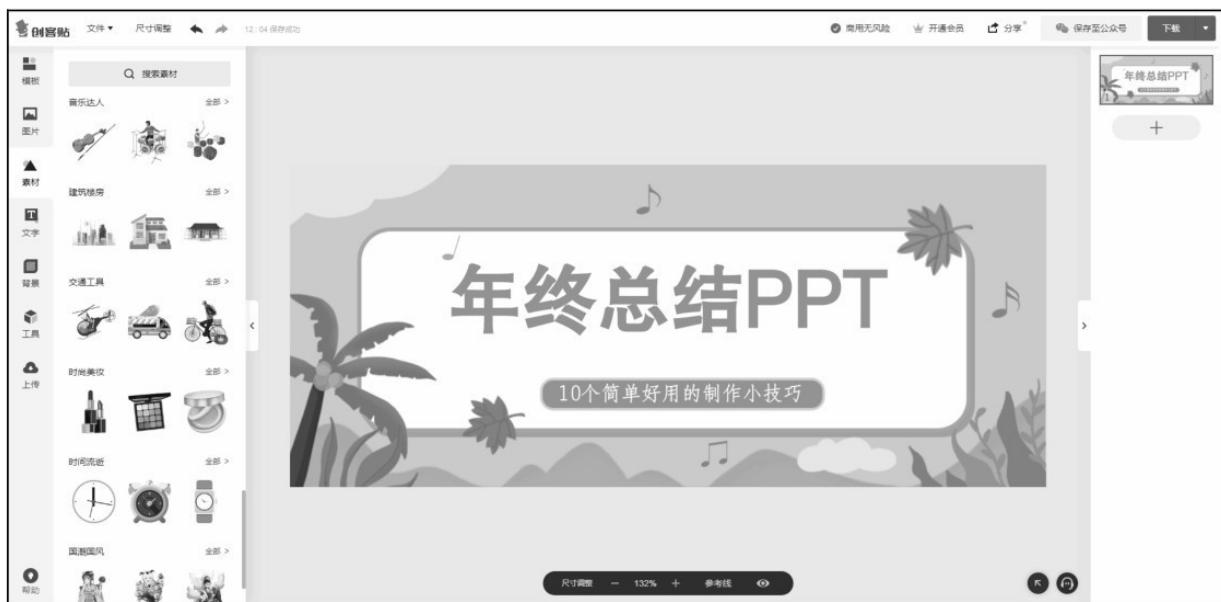 创客贴 文件 尺寸调整 12:04 保存成功 商用无风险 开通会员 分享 保存至公众号 下载
模板
图片
素材
文字
背景
工具
上传
帮助
搜索素材
音乐达人 全部 >
建筑楼房 全部 >
交通工具 全部 >
时尚美妆 全部 >
时间流逝 全部 >
国潮国风 全部 >
年终总结PPT
10个简单好用的制作小技巧
尺寸调整 − 132% + 参考线
年终总结PPT
1